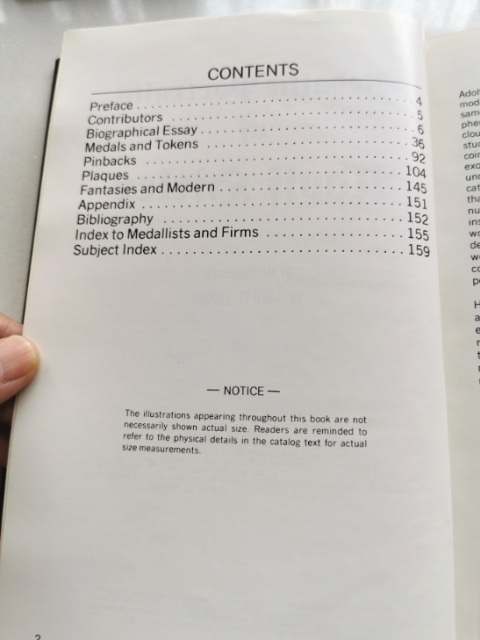 CONTENTS
Preface . . . . . . . . . . . . . . . . . . . . . . . . . . . . . . . . . . 4
Contributors . . . . . . . . . . . . . . . . . . . . . . . . . . . . . . 5
Biographical Essay . . . . . . . . . . . . . . . . . . . . . . . . . . 6
Medals and Tokens . . . . . . . . . . . . . . . . . . . . . . . . . 36
Pinbacks . . . . . . . . . . . . . . . . . . . . . . . . . . . . . . . . 92
Plaques . . . . . . . . . . . . . . . . . . . . . . . . . . . . . . . . 104
Fantasies and Modern . . . . . . . . . . . . . . . . . . . . . . 145
Appendix . . . . . . . . . . . . . . . . . . . . . . . . . . . . . . . 151
Bibliography . . . . . . . . . . . . . . . . . . . . . . . . . . . . . 152
Index to Medallists and Firms . . . . . . . . . . . . . . . . . 155
Subject Index . . . . . . . . . . . . . . . . . . . . . . . . . . . . 159
— NOTICE —
The illustrations appearing throughout this book are not
necessarily shown actual size. Readers are reminded to
refer to the physical details in the catalog text for actual
size measurements.
2